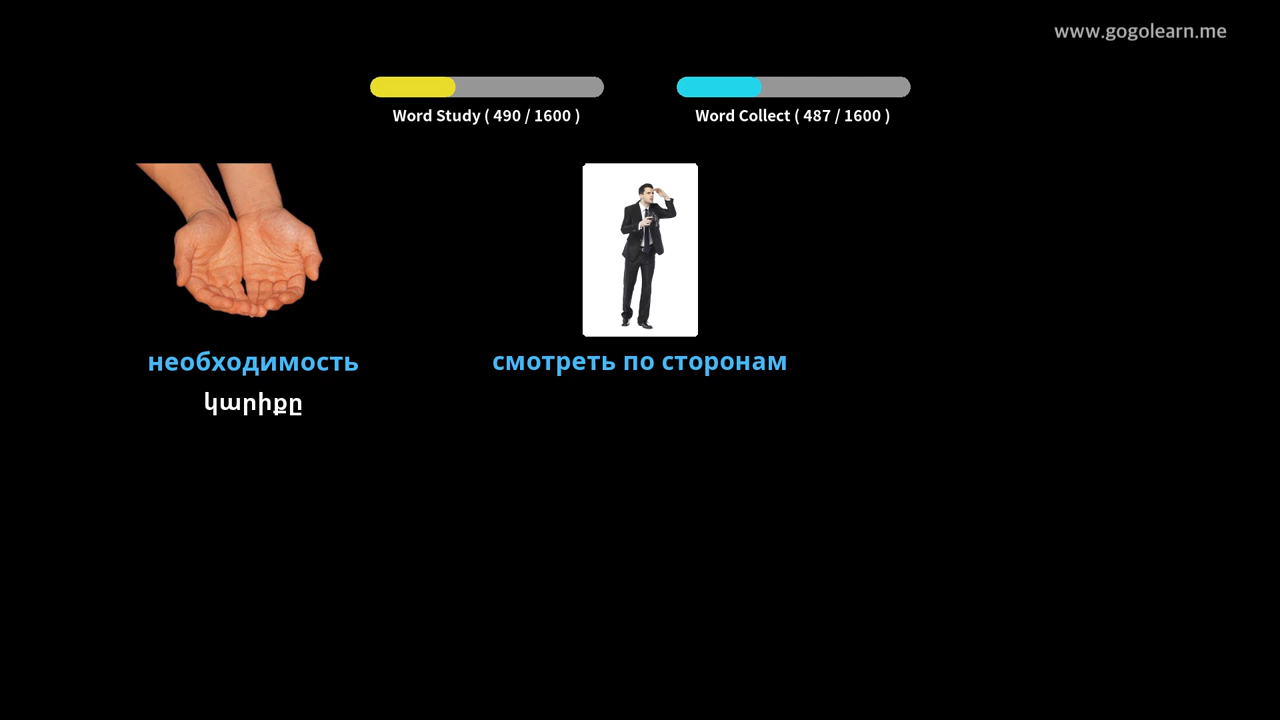 www.gogolearn.me
Word Study ( 490 / 1600 )
Word Collect ( 487 / 1600 )
необходимость
կարիքը
смотреть по сторонам